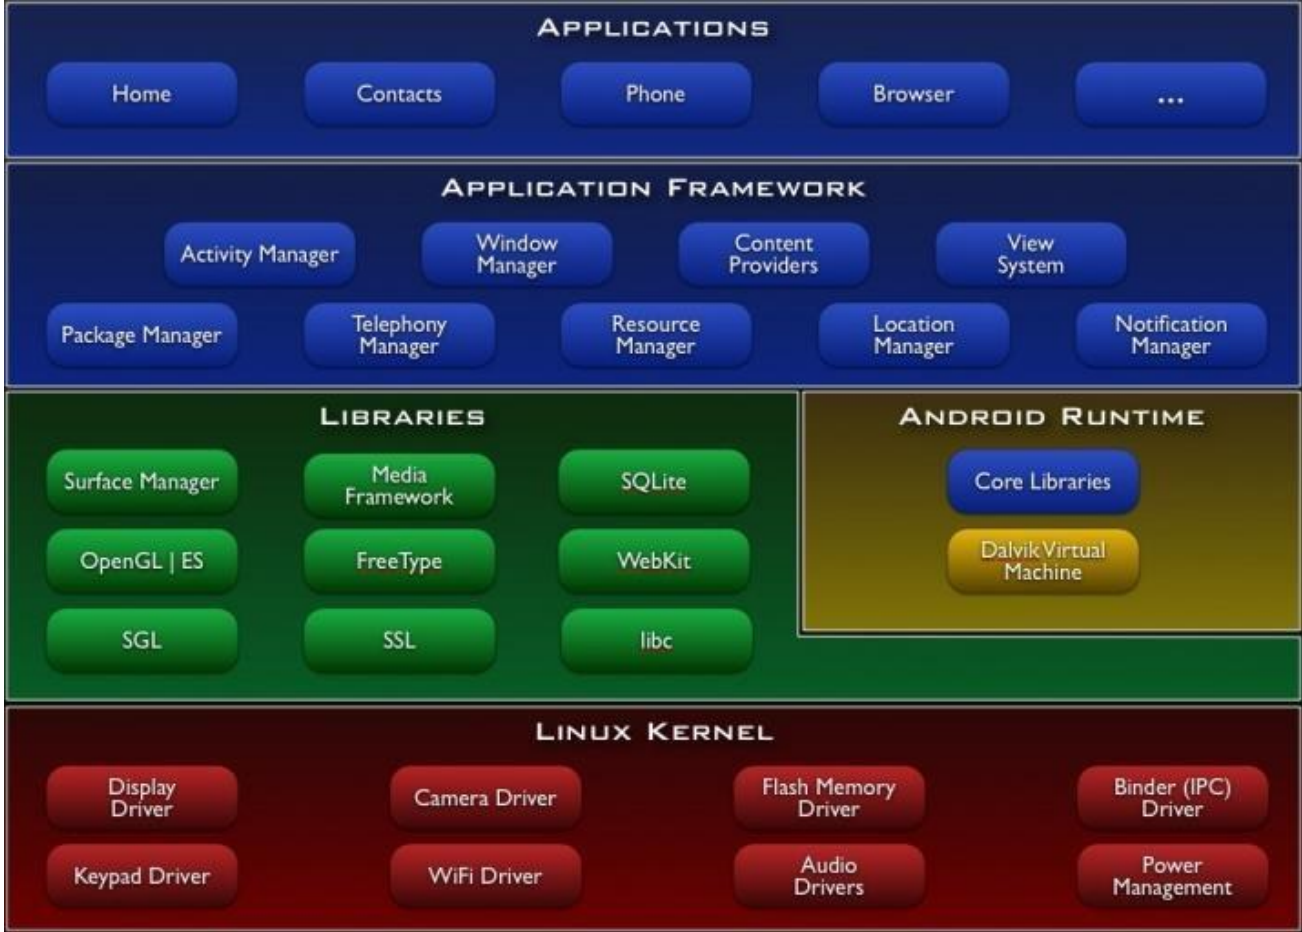 APPLICATIONS
Home
Contacts
Phone
Browser
...
APPLICATION FRAMEWORK
Activity Manager
Window
Manager
Content
Providers
View
System
Package Manager
Telephony
Manager
Resource
Manager
Location
Manager
Notification
Manager
LIBRARIES
Surface Manager
Media
Framework
SQLite
OpenGL | ES
FreeType
WebKit
SGL
SSL
libc
ANDROID RUNTIME
Core Libraries
Dalvik Virtual
Machine
LINUX KERNEL
Display
Driver
Camera Driver
Flash Memory
Driver
Binder (IPC)
Driver
Keypad Driver
WiFi Driver
Audio
Drivers
Power
Management